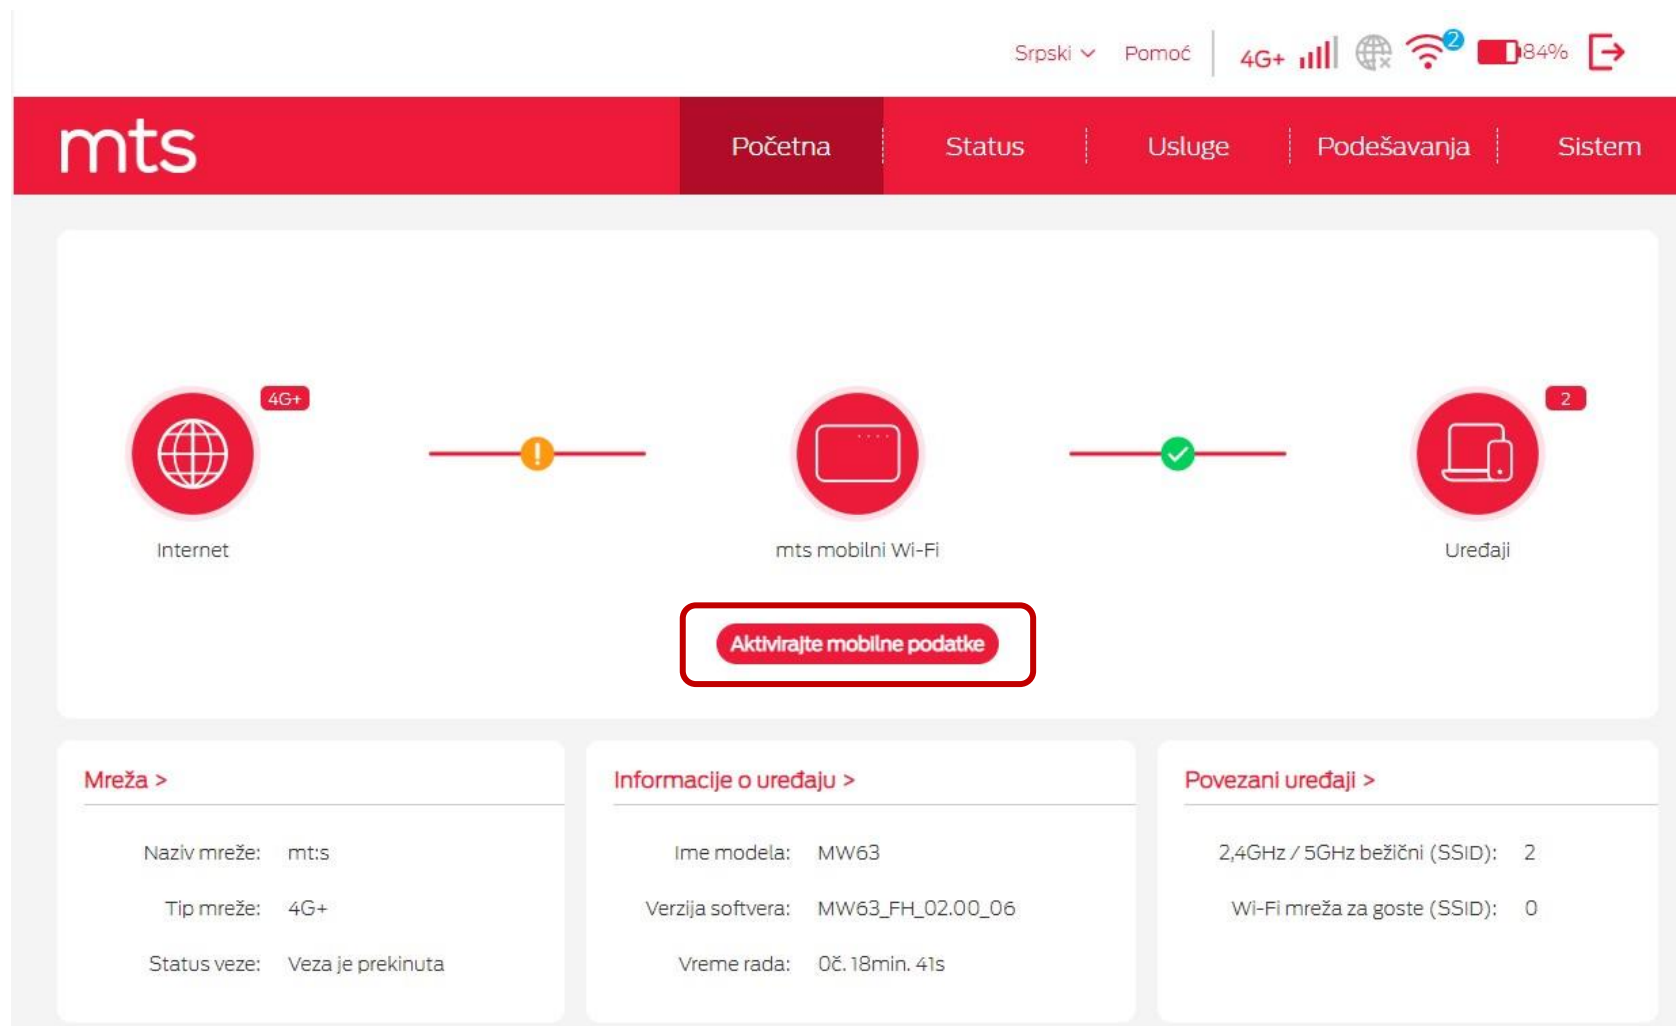 Srpski Pomoć 4G+ 2 84%
mts Početna Status Usluge Podešavanja Sistem
4G+ 2
Internet mts mobilni Wi-Fi Uređaji
Aktivirajte mobilne podatke
Mreža > Informacije o uređaju > Povezani uređaji >
Naziv mreže: mt:s Ime modela: MW63 2,4GHz / 5GHz bežični (SSID): 2
Tip mreže: 4G+ Verzija softvera: MW63_FH_02.00_06 Wi-Fi mreža za goste (SSID): 0
Status veze: Veza je prekinuta Vreme rada: 0č. 18min. 41s